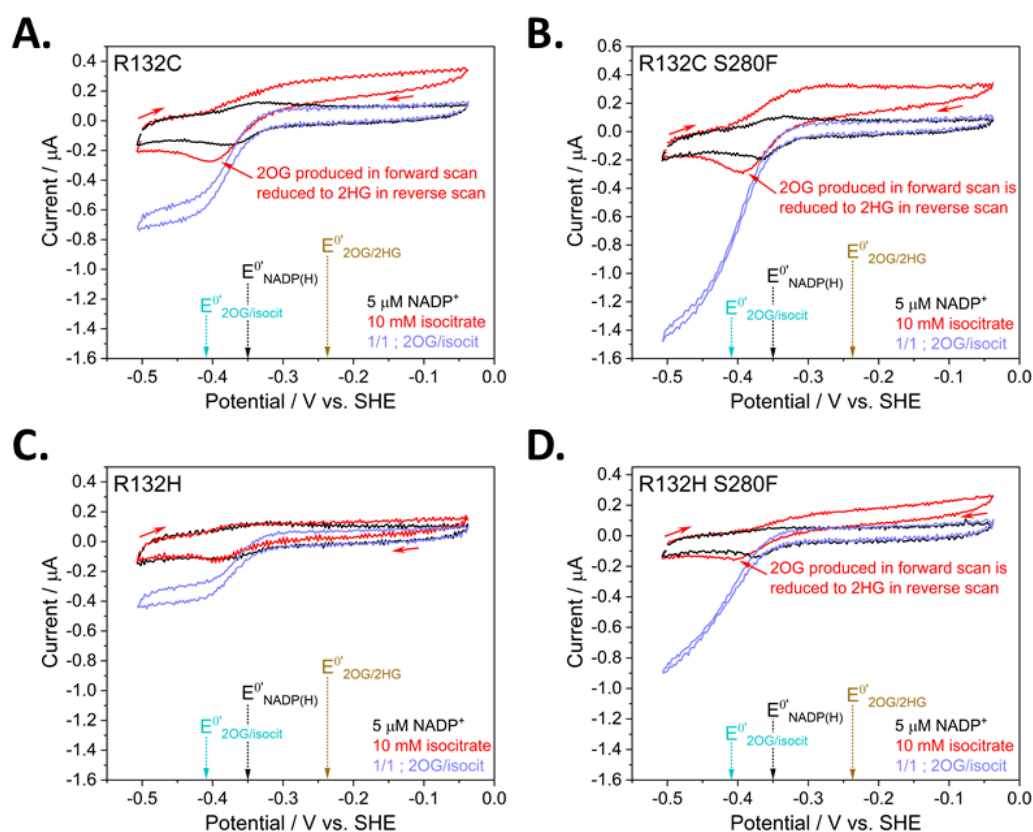 A.
R132C
0.6
0.4
0.2
0.0
-0.2
-0.4
-0.6
-0.8
-1.0
-1.2
-1.4
-1.6
Current / μA
2OG produced in forward scan
reduced to 2HG in reverse scan
E0'2OG/2HG
E0'NADP(H)
E0'2OG/isocit
5 μM NADP+
10 mM isocitrate
1/1 ; 2OG/isocit
-0.5 -0.4 -0.3 -0.2 -0.1 0.0
Potential / V vs. SHE
B.
R132C S280F
0.6
0.4
0.2
0.0
-0.2
-0.4
-0.6
-0.8
-1.0
-1.2
-1.4
-1.6
Current / μA
2OG produced in forward scan is
reduced to 2HG in reverse scan
E0'2OG/2HG
E0'NADP(H)
E0'2OG/isocit
5 μM NADP+
10 mM isocitrate
1/1 ; 2OG/isocit
-0.5 -0.4 -0.3 -0.2 -0.1 0.0
Potential / V vs. SHE
C.
R132H
0.6
0.4
0.2
0.0
-0.2
-0.4
-0.6
-0.8
-1.0
-1.2
-1.4
-1.6
Current / μA
E0'2OG/2HG
E0'NADP(H)
E0'2OG/isocit
5 μM NADP+
10 mM isocitrate
1/1 ; 2OG/isocit
-0.5 -0.4 -0.3 -0.2 -0.1 0.0
Potential / V vs. SHE
D.
R132H S280F
0.6
0.4
0.2
0.0
-0.2
-0.4
-0.6
-0.8
-1.0
-1.2
-1.4
-1.6
Current / μA
2OG produced in forward scan is
reduced to 2HG in reverse scan
E0'2OG/2HG
E0'NADP(H)
E0'2OG/isocit
5 μM NADP+
10 mM isocitrate
1/1 ; 2OG/isocit
-0.5 -0.4 -0.3 -0.2 -0.1 0.0
Potential / V vs. SHE